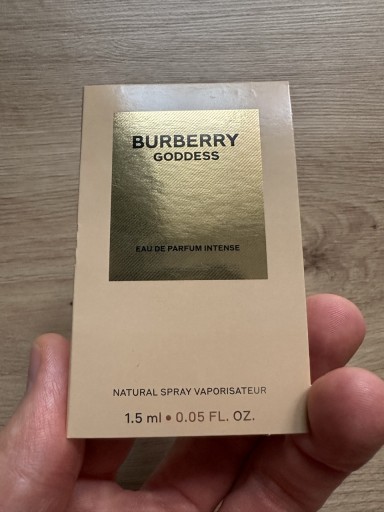 BURBERRY
GODDESS
EAU DE PARFUM INTENSE
NATURAL SPRAY VAPORISATEUR
1.5 ml • 0.05 FL. OZ.